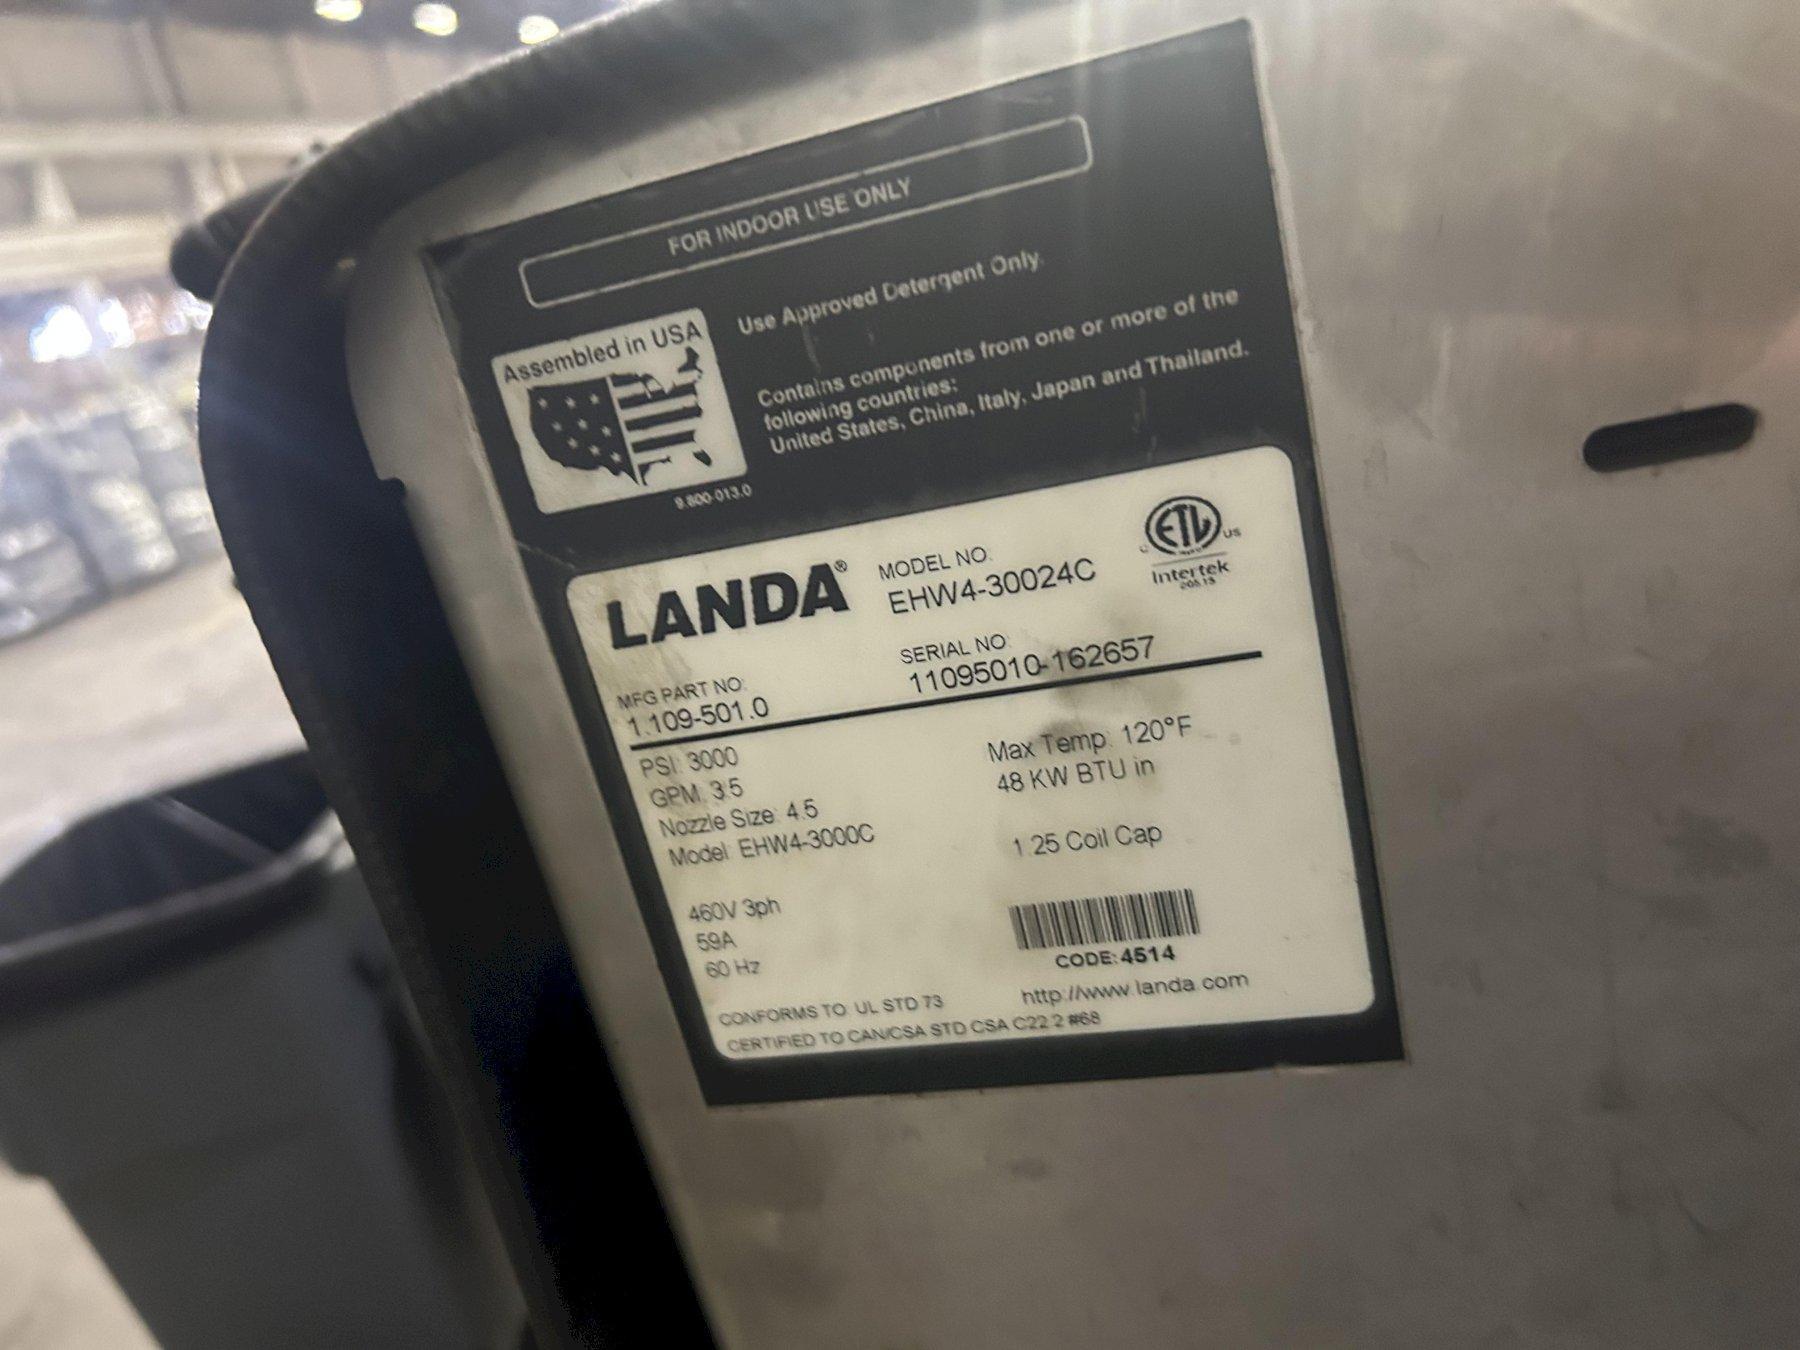 FOR INDOOR USE ONLY
Use Approved Detergent Only.
Assembled in USA
Contains components from one or more of the
following countries:
United States, China, Italy, Japan and Thailand.
9.800-013.0
LANDA®
MODEL NO.
EHW4-30024C
C ETL US
Intertek
MFG PART NO:
1.109-501.0
SERIAL NO:
11095010-162657
PSI: 3000
GPM: 3.5
Nozzle Size: 4.5
Model: EHW4-3000C
Max Temp: 120°F
48 KW BTU in
1.25 Coil Cap
460V 3ph
59A
60 Hz
CODE:4514
http://www.landa.com
CONFORMS TO: UL STD 73
CERTIFIED TO CAN/CSA STD CSA C22.2 #68